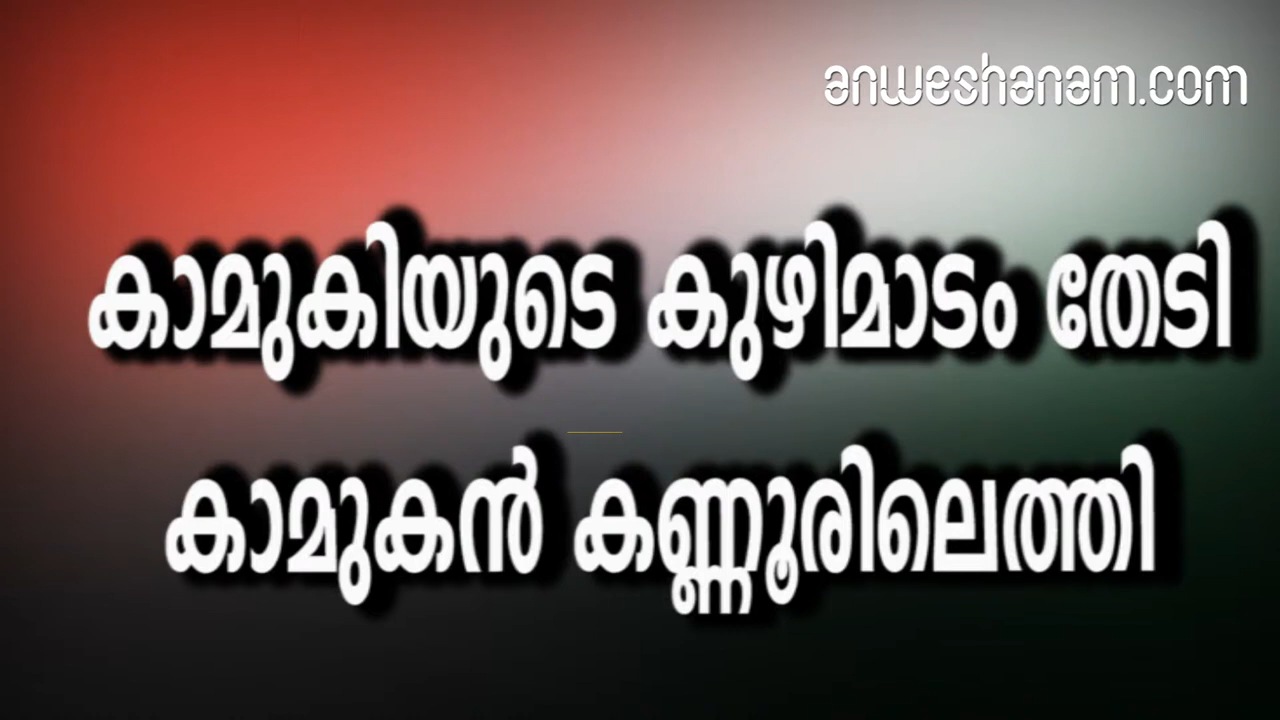 anweshanam.com
കാമുകിയുടെ കുഴിമാടം തേടി
കാമുകൻ കണ്ണൂരിലെത്തി